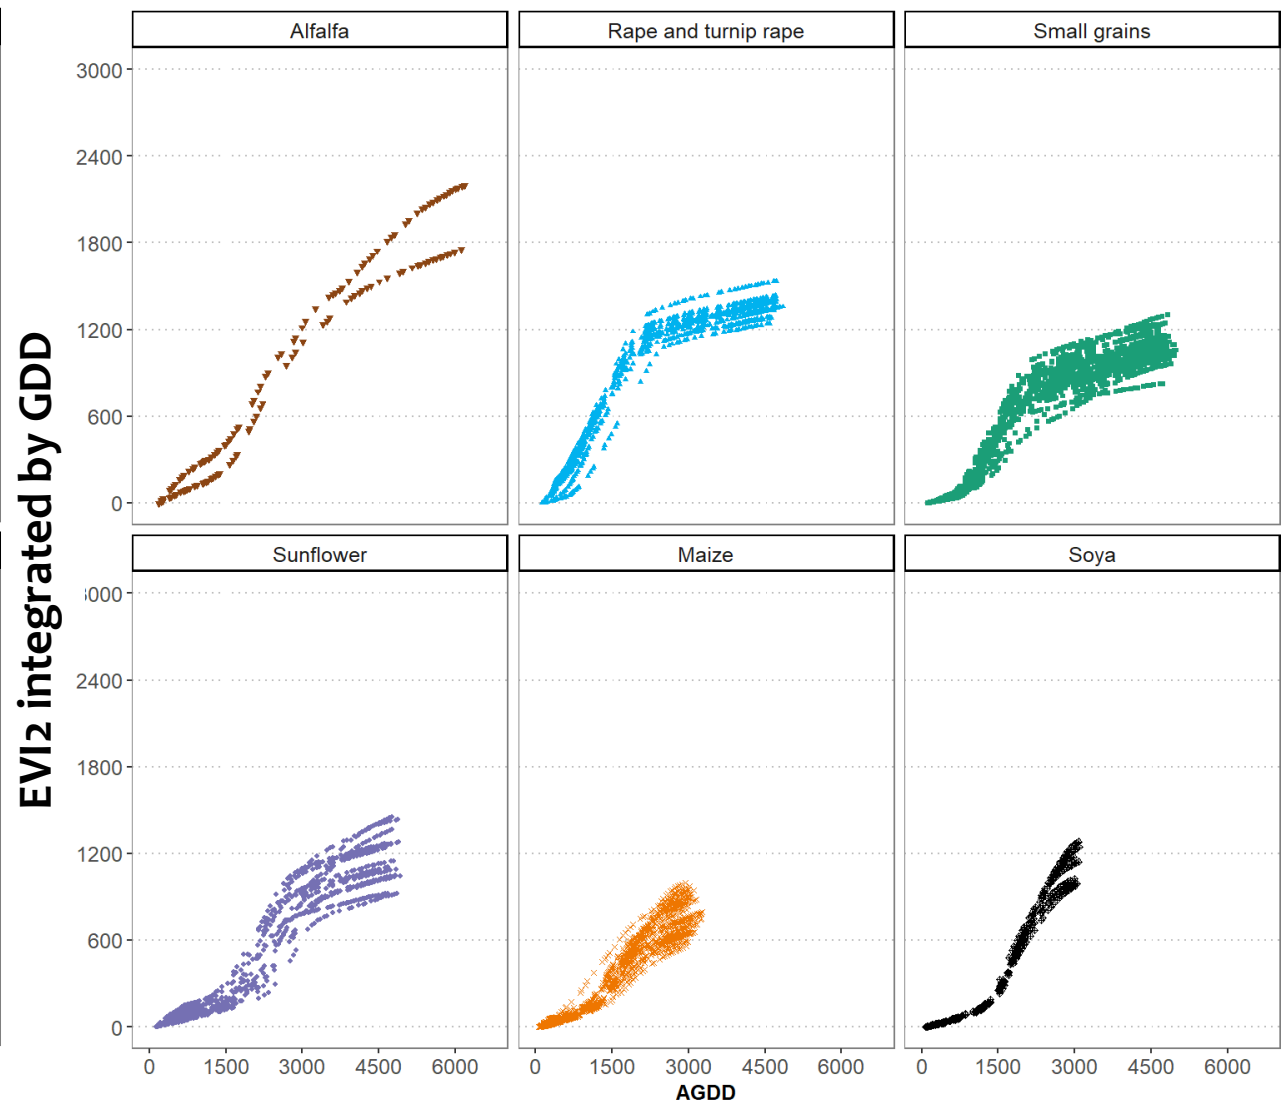 Alfalfa
Rape and turnip rape
Small grains
3000
2400
1800
1200
600
0
EVI2 integrated by GDD
Sunflower
Maize
Soya
3000
2400
1800
1200
600
0
0 1500 3000 4500 6000
0 1500 3000 4500 6000
0 1500 3000 4500 6000
AGDD